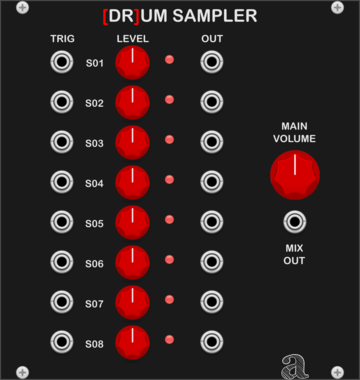 [DR]UM SAMPLER
TRIG LEVEL OUT
S01
S02
S03
S04
S05
S06
S07
S08
MAIN
VOLUME
MIX
OUT
a